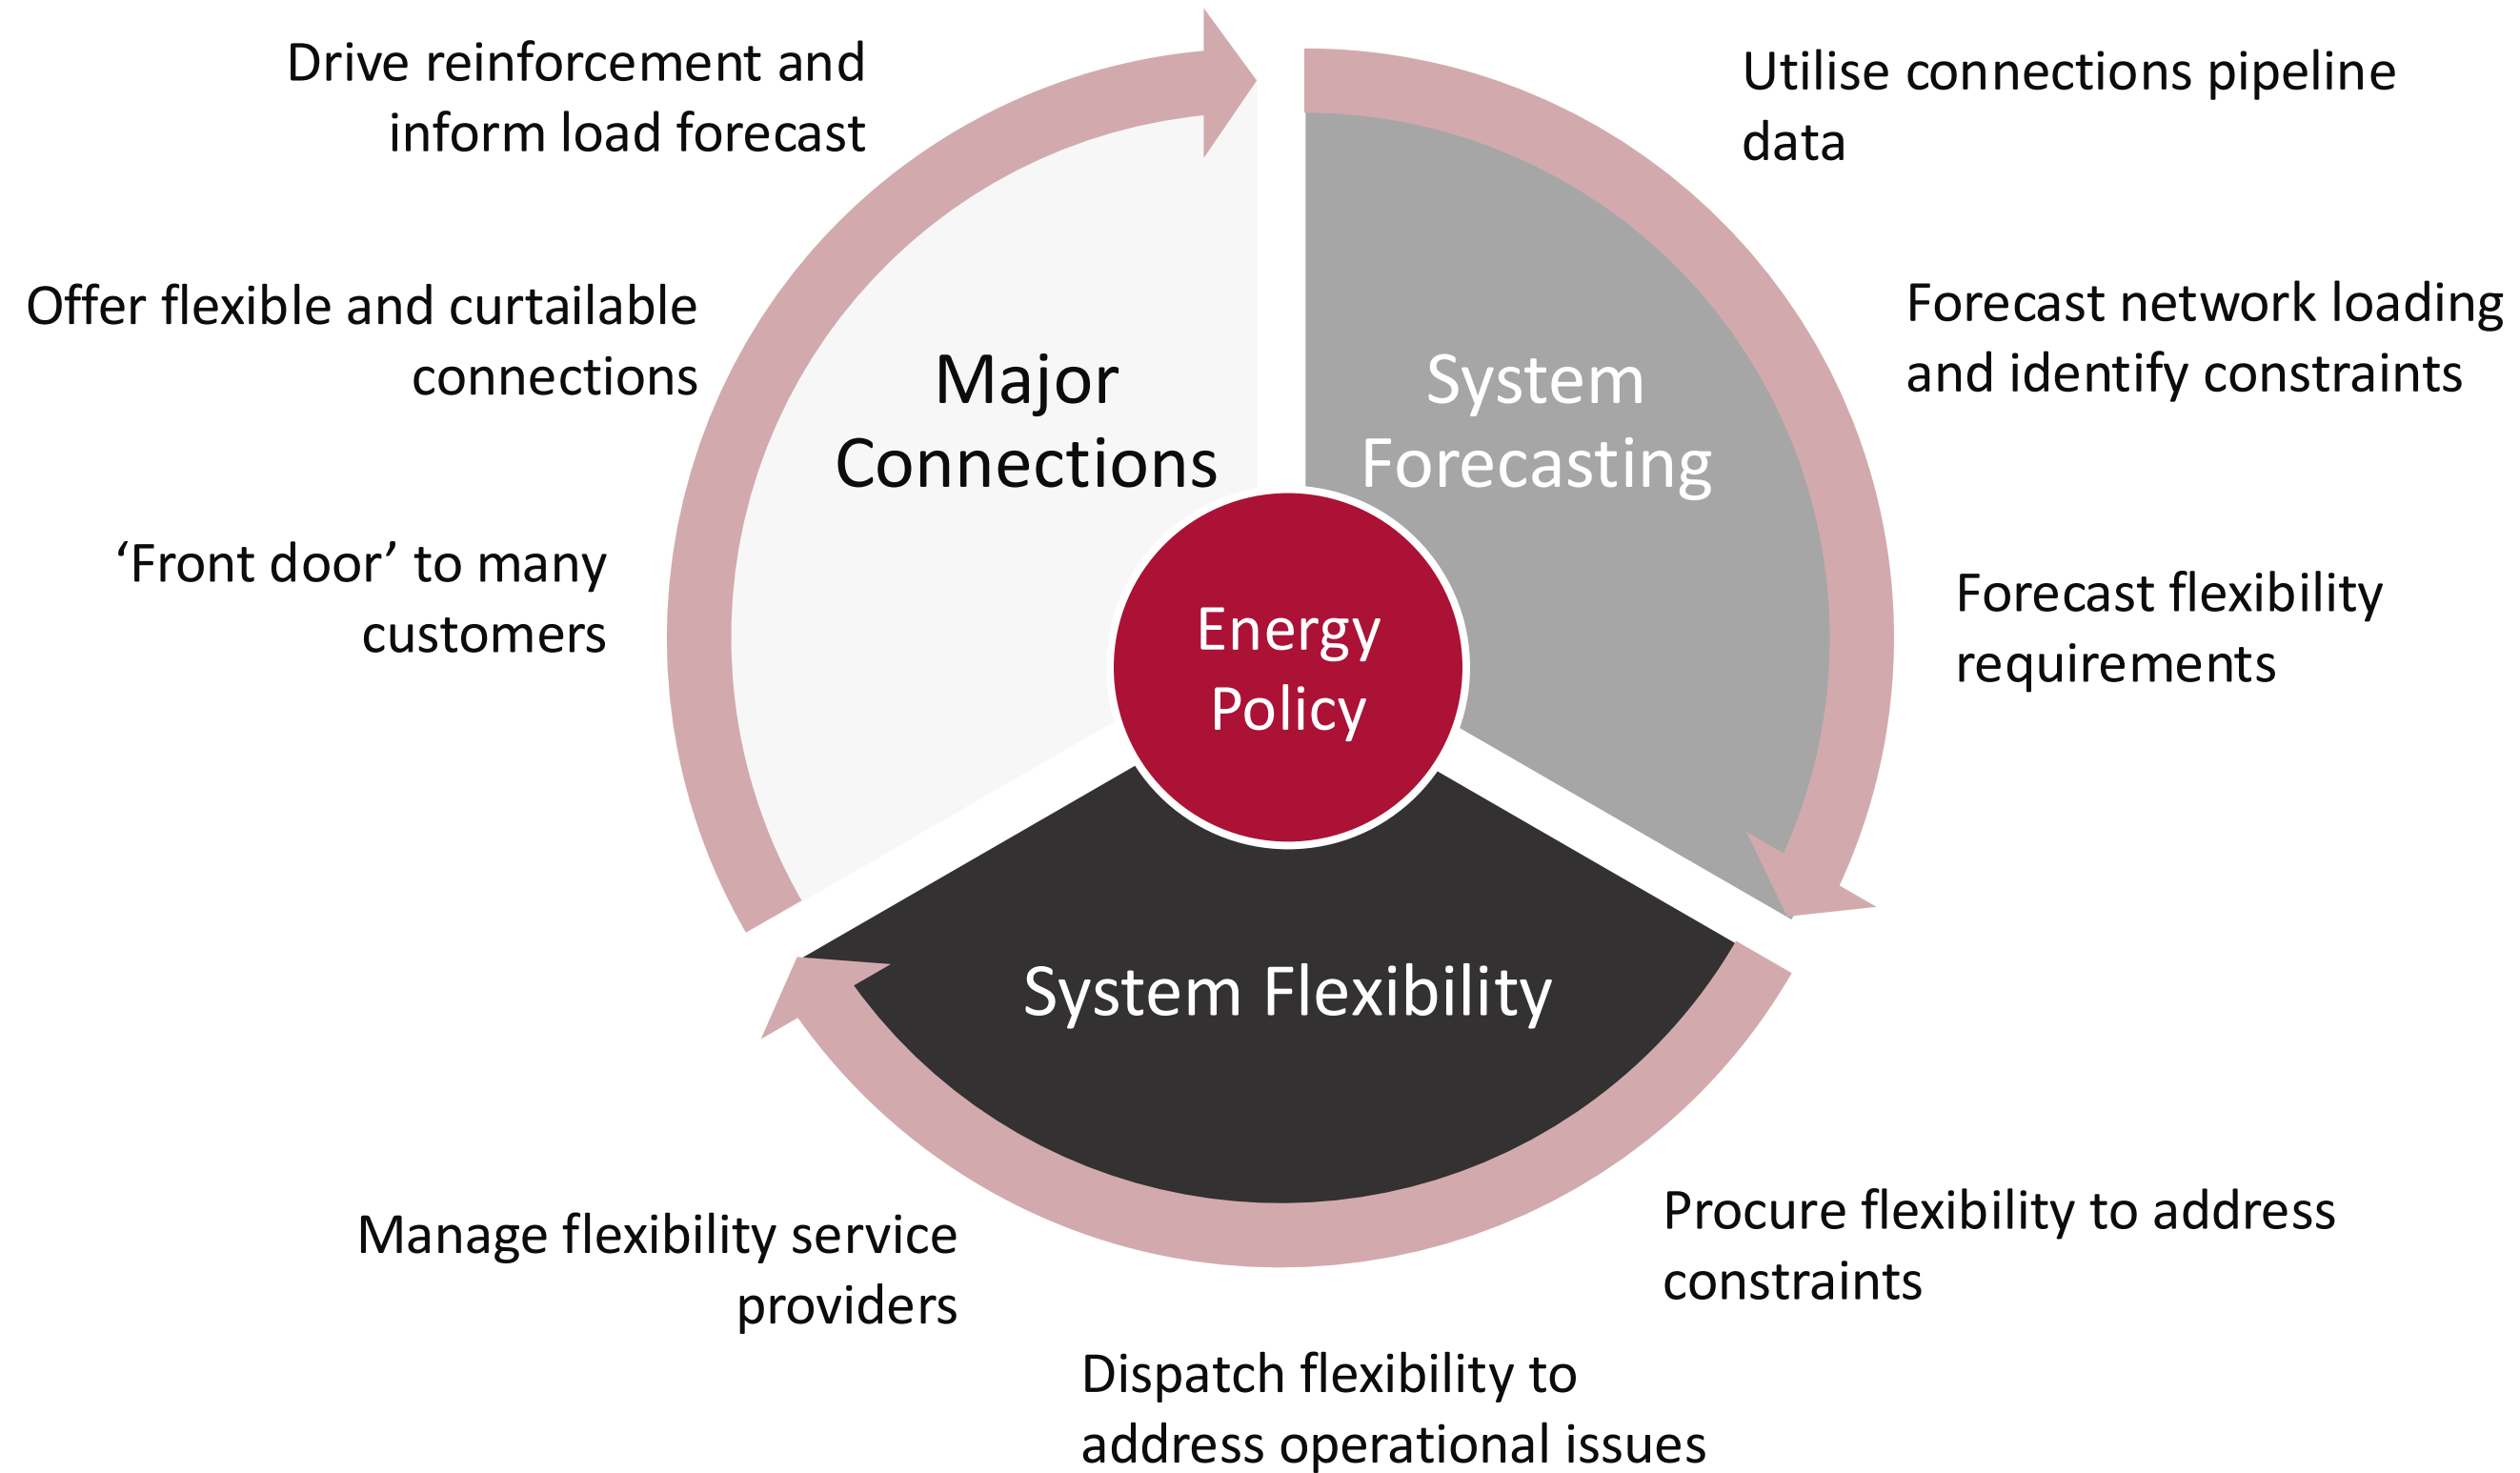 Drive reinforcement and
inform load forecast
Offer flexible and curtailable
connections
‘Front door’ to many
customers
Major
Connections
System
Forecasting
Energy
Policy
System Flexibility
Utilise connections pipeline
data
Forecast network loading
and identify constraints
Forecast flexibility
requirements
Procure flexibility to address
constraints
Dispatch flexibility to
address operational issues
Manage flexibility service
providers